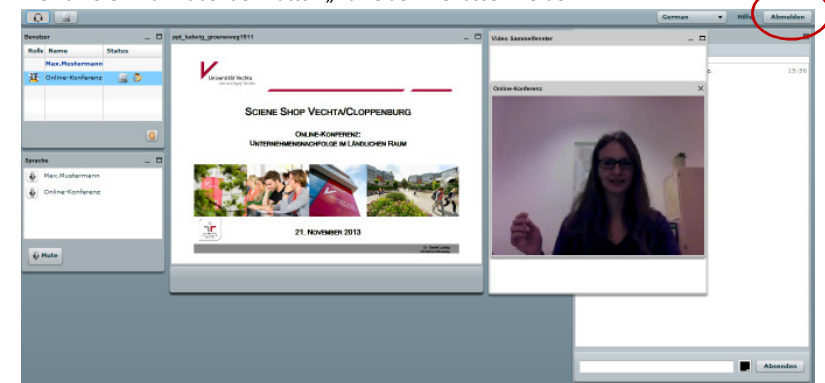 German
Hilfe
Abmelden
Benutzer
Rolle Name Status
Max.Mustermann
Online-Konferenz
Sprache
Max.Mustermann
Online-Konferenz
Mute
ppt_ludwig_groeneweg1911
Universität Vechta
SCIENE SHOP VECHTA/CLOPPENBURG
ONLINE-KONFERENZ:
UNTERNEHMENSNACHFOLGE IM LÄNDLICHEN RAUM
21. NOVEMBER 2013
Video Sammelfenster
Online-Konferenz
19:56
Absenden